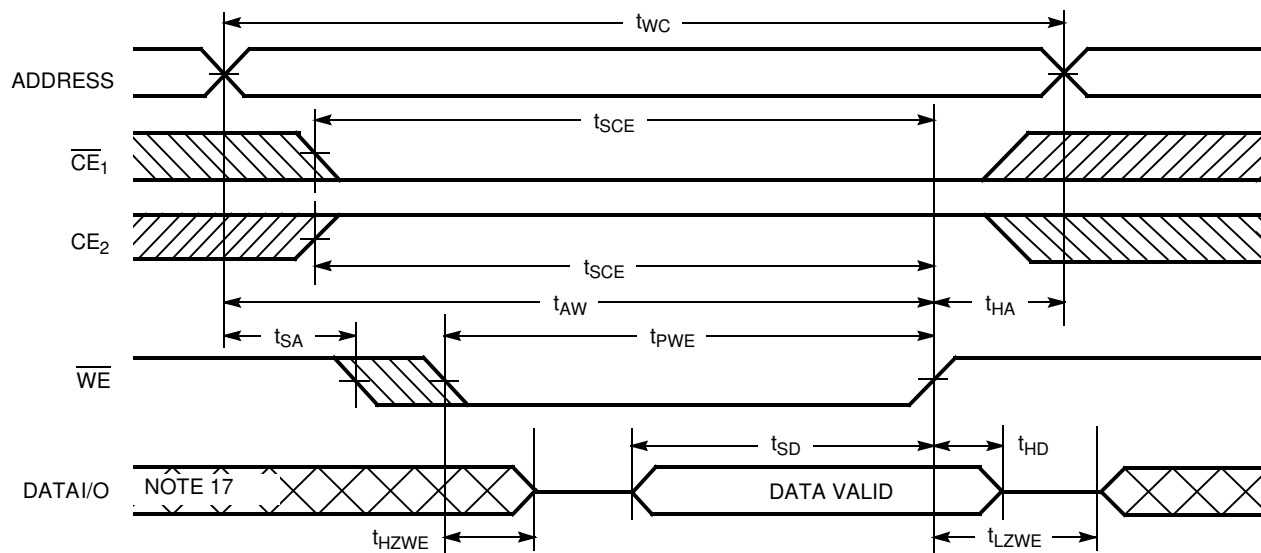 tWC
ADDRESS
tSCE
CE1
CE2
tSCE
tAW
tHA
tSA
tPWE
WE
tSD
tHD
DATAI/O
NOTE 17
DATA VALID
tHZWE
tLZWE